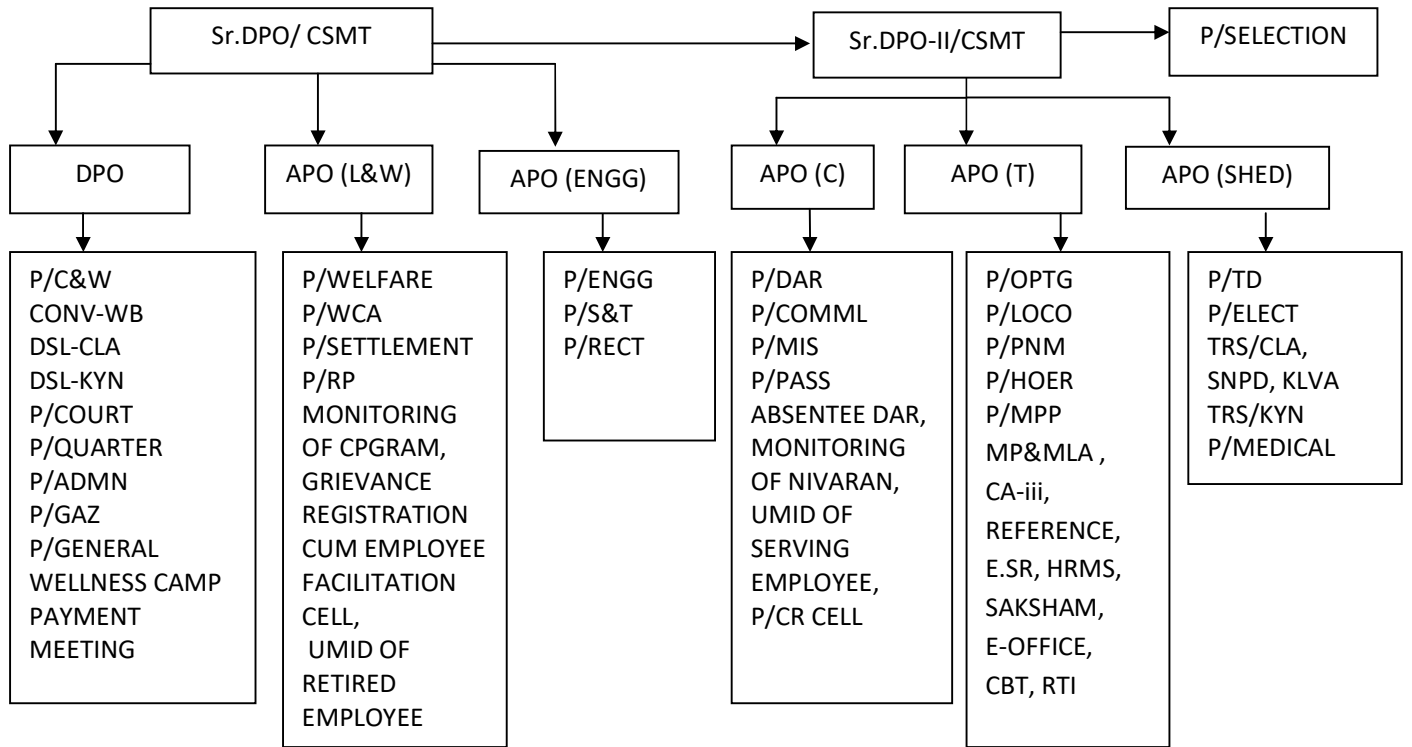 Sr.DPO/ CSMT
Sr.DPO-II/CSMT
P/SELECTION
DPO
APO (L&W)
APO (ENGG)
APO (C)
APO (T)
APO (SHED)
P/C&W
CONV-WB
DSL-CLA
DSL-KYN
P/COURT
P/QUARTER
P/ADMN
P/GAZ
P/GENERAL
WELLNESS CAMP
PAYMENT
MEETING
P/WELFARE
P/WCA
P/SETTLEMENT
P/RP
MONITORING
OF CPGRAM,
GRIEVANCE
REGISTRATION
CUM EMPLOYEE
FACILITATION
CELL,
UMID OF
RETIRED
EMPLOYEE
P/ENGG
P/S&T
P/RECT
P/DAR
P/COMML
P/MIS
P/PASS
ABSENTEE DAR,
MONITORING
OF NIVARAN,
UMID OF
SERVING
EMPLOYEE,
P/CR CELL
P/OPTG
P/LOCO
P/PNM
P/HOER
P/MPP
MP&MLA ,
CA-iii,
REFERENCE,
E.SR, HRMS,
SAKSHAM,
E-OFFICE,
CBT, RTI
P/TD
P/ELECT
TRS/CLA,
SNPD, KLVA
TRS/KYN
P/MEDICAL